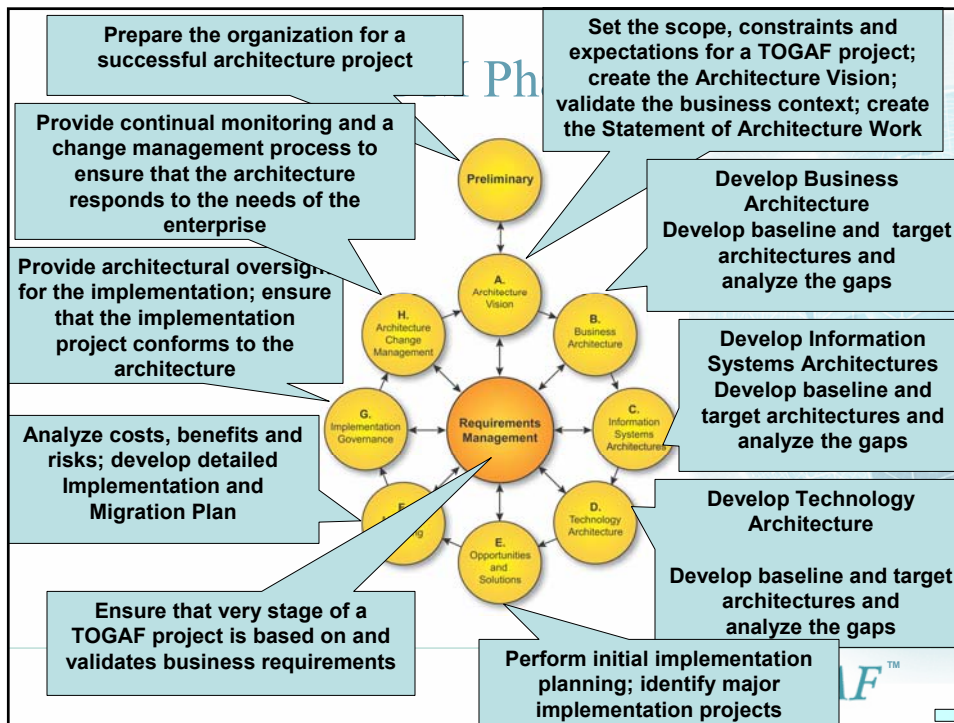 Prepare the organization for a
successful architecture project
Set the scope, constraints and
expectations for a TOGAF project;
create the Architecture Vision;
validate the business context; create
the Statement of Architecture Work
Provide continual monitoring and a
change management process to
ensure that the architecture
responds to the needs of the
enterprise
Preliminary
Develop Business
Architecture
Develop baseline and target
architectures and
analyze the gaps
Provide architectural oversight
for the implementation; ensure
that the implementation
project conforms to the
architecture
A.
Architecture
Vision
H.
Architecture
Change
Management
B.
Business
Architecture
Develop Information
Systems Architectures
Develop baseline and
target architectures and
analyze the gaps
G.
Implementation
Governance
Requirements
Management
C.
Information
Systems
Architectures
Analyze costs, benefits and
risks; develop detailed
Implementation and
Migration Plan
D.
Technology
Architecture
E.
Opportunities
and
Solutions
Develop Technology
Architecture
Develop baseline and target
architectures and
analyze the gaps
Ensure that very stage of a
TOGAF project is based on and
validates business requirements
Perform initial implementation
planning; identify major
implementation projects